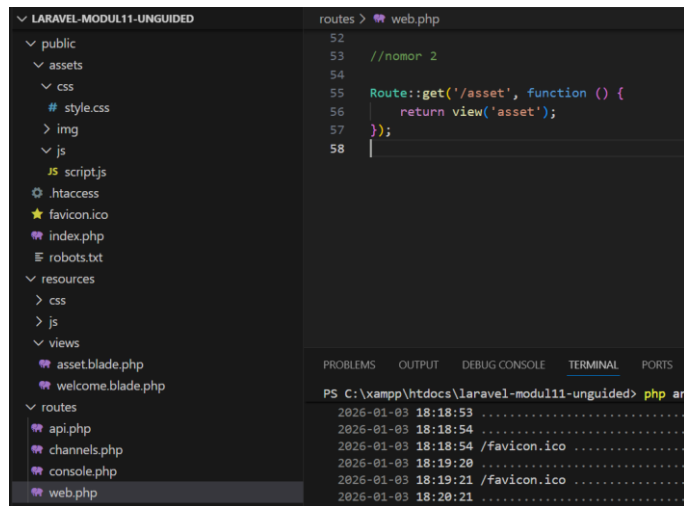 LARAVEL-MODUL11-UNGUIDED
public
assets
css
# style.css
img
js
JS script.js
.htaccess
favicon.ico
index.php
robots.txt
resources
css
js
views
asset.blade.php
welcome.blade.php
routes
api.php
channels.php
console.php
web.php
routes > web.php
52
53 //nomor 2
54
55 Route::get('/asset', function () {
56 return view('asset');
57 });
58
PROBLEMS OUTPUT DEBUG CONSOLE TERMINAL PORTS
PS C:\xampp\htdocs\laravel-modul11-unguided> php ar
2026-01-03 18:18:53 ................................
2026-01-03 18:18:54 ................................
2026-01-03 18:18:54 /favicon.ico ...................
2026-01-03 18:19:20 ................................
2026-01-03 18:19:21 /favicon.ico ...................
2026-01-03 18:20:21 ................................